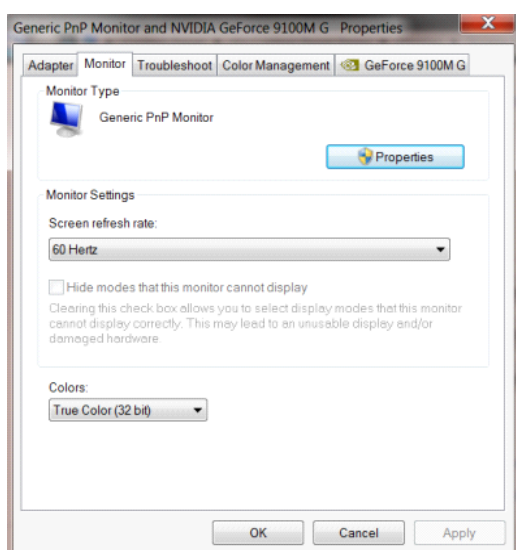 Generic PnP Monitor and NVIDIA GeForce 9100M G Properties
Adapter Monitor Troubleshoot Color Management GeForce 9100M G
Monitor Type
Generic PnP Monitor
Properties
Monitor Settings
Screen refresh rate:
60 Hertz
Hide modes that this monitor cannot display
Clearing this check box allows you to select display modes that this monitor
cannot display correctly. This may lead to an unusable display and/or
damaged hardware.
Colors:
True Color (32 bit)
OK Cancel Apply